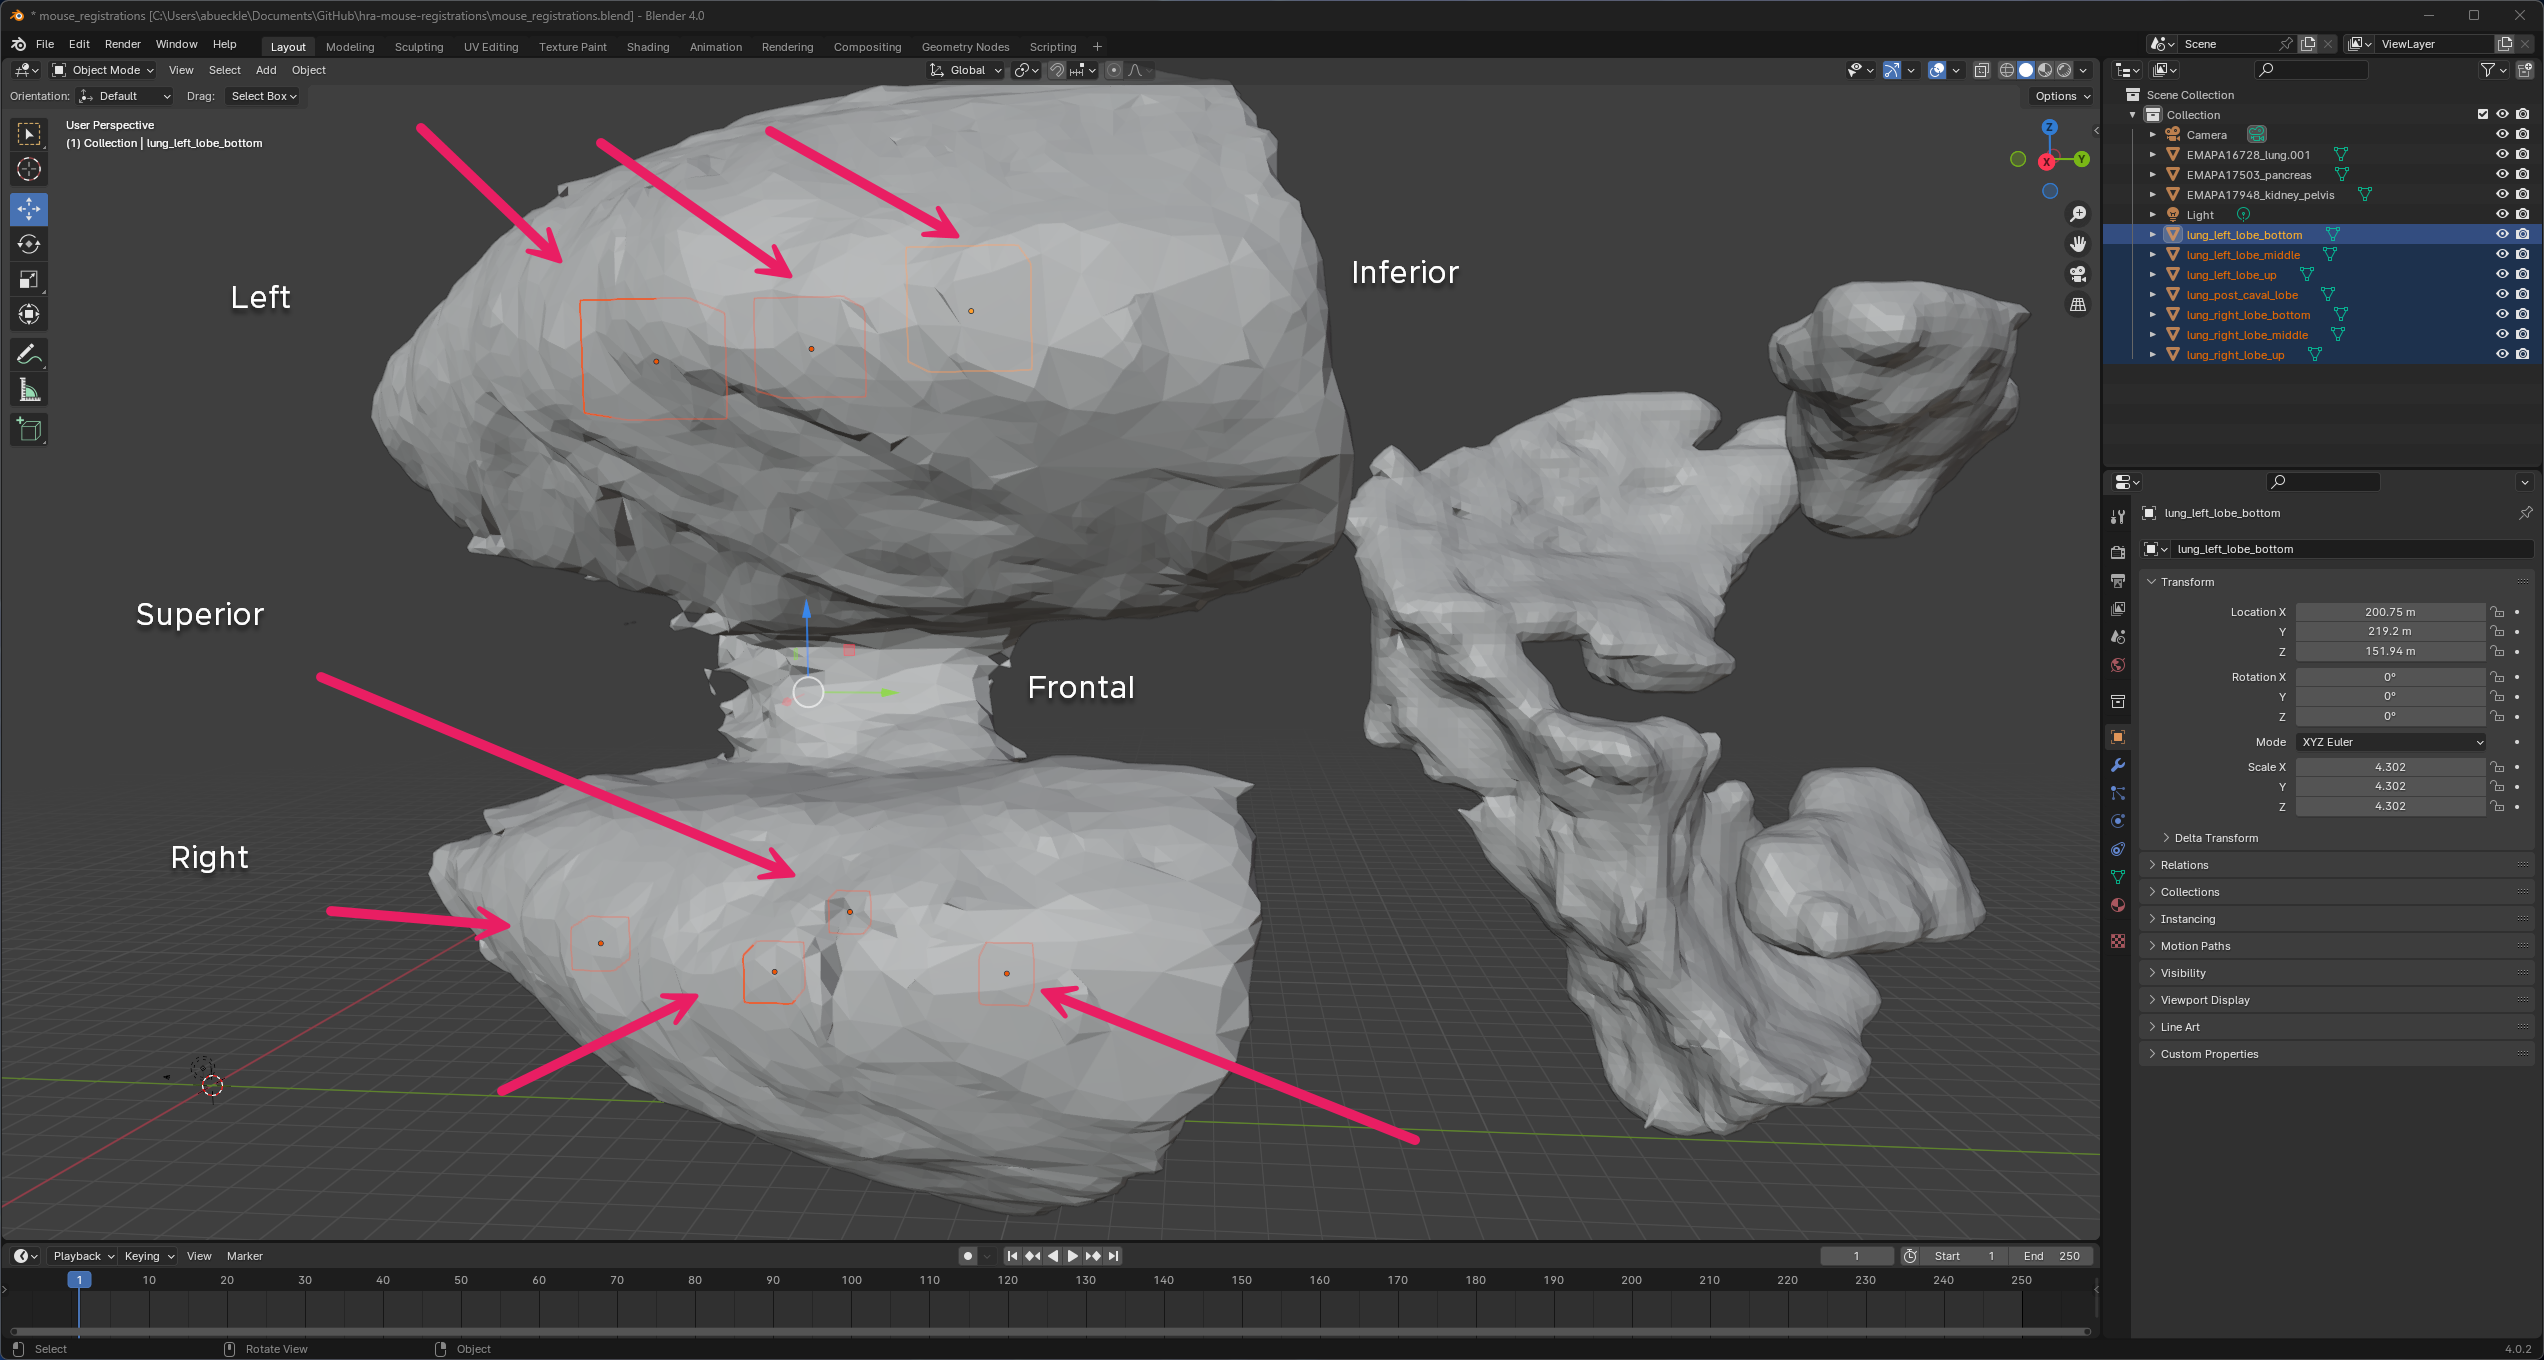 * mouse_registrations [C:\Users\abueckle\Documents\GitHub\hra-mouse-registrations\mouse_registrations.blend] - Blender 4.0
File Edit Render Window Help Layout Modeling Sculpting UV Editing Texture Paint Shading Animation Rendering Compositing Geometry Nodes Scripting + Scene ViewLayer
Object Mode View Select Add Object Global
Orientation: Default Drag: Select Box Options
User Perspective
(1) Collection | lung_left_lobe_bottom
Z
X Y
Left
Inferior
Superior
Frontal
Right
Scene Collection
Collection
Camera
EMAPA16728_lung.001
EMAPA17503_pancreas
EMAPA17948_kidney_pelvis
Light
lung_left_lobe_bottom
lung_left_lobe_middle
lung_left_lobe_up
lung_post_caval_lobe
lung_right_lobe_bottom
lung_right_lobe_middle
lung_right_lobe_up
lung_left_lobe_bottom
lung_left_lobe_bottom
Transform
Location X 200.75 m
Y 219.2 m
Z 151.94 m
Rotation X 0°
Y 0°
Z 0°
Mode XYZ Euler
Scale X 4.302
Y 4.302
Z 4.302
Delta Transform
Relations
Collections
Instancing
Motion Paths
Visibility
Viewport Display
Line Art
Custom Properties
Playback Keying View Marker 1 Start 1 End 250
1 10 20 30 40 50 60 70 80 90 100 110 120 130 140 150 160 170 180 190 200 210 220 230 240 250
Select Rotate View Object 4.0.2